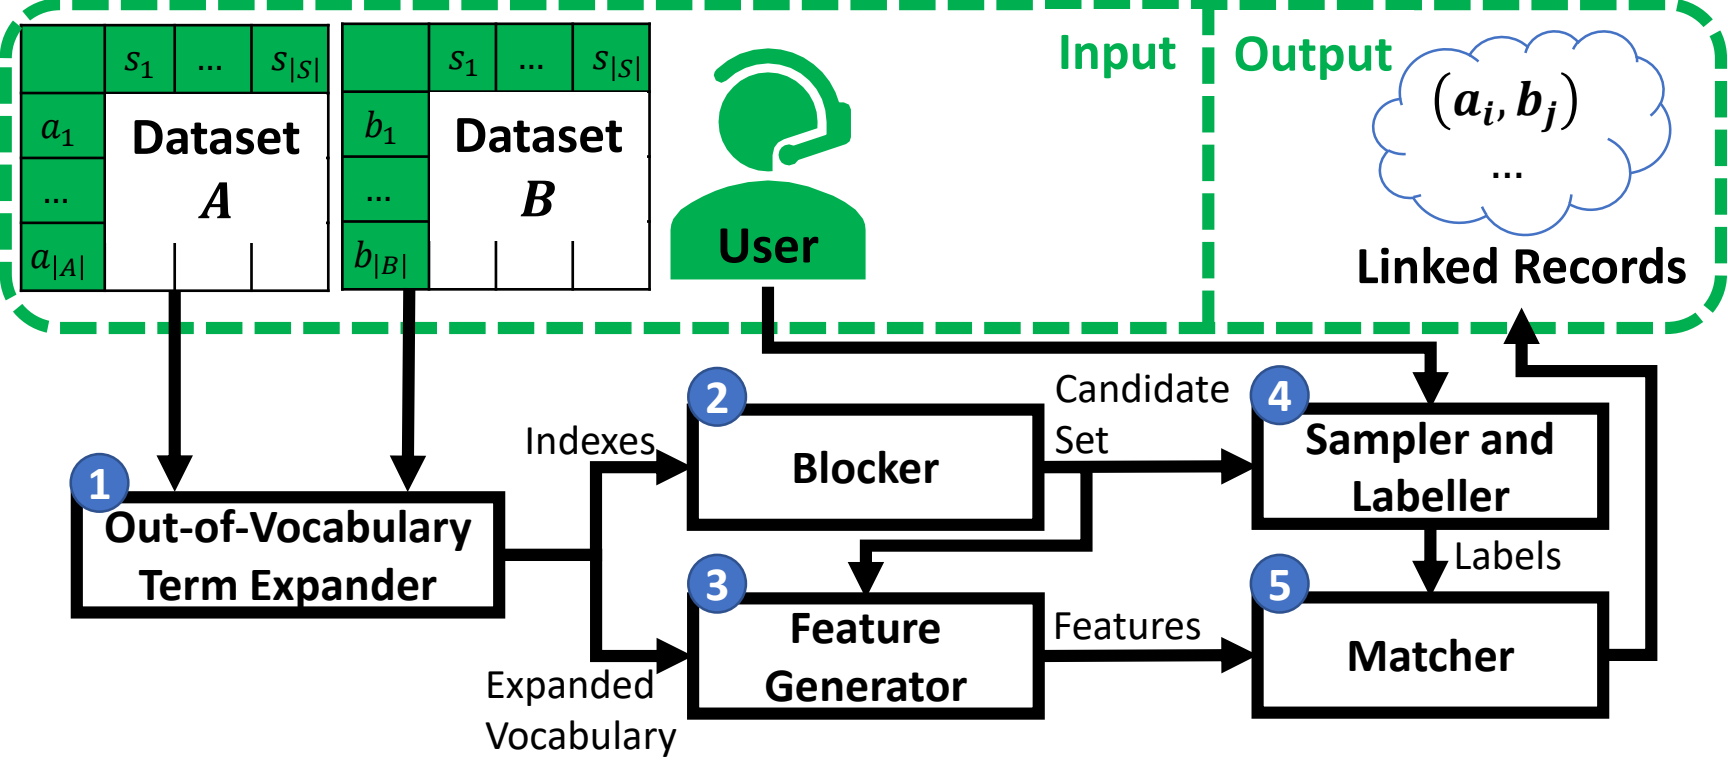 s₁ ... s|S|
a₁
...
a|A|
Dataset
A
s₁ ... s|S|
b₁
...
b|B|
Dataset
B
User
Input
Output
(aᵢ, bⱼ)
...
Linked Records
1
Out-of-Vocabulary
Term Expander
Indexes
Expanded
Vocabulary
2
Blocker
Candidate
Set
3
Feature
Generator
Features
4
Sampler and
Labeller
Labels
5
Matcher